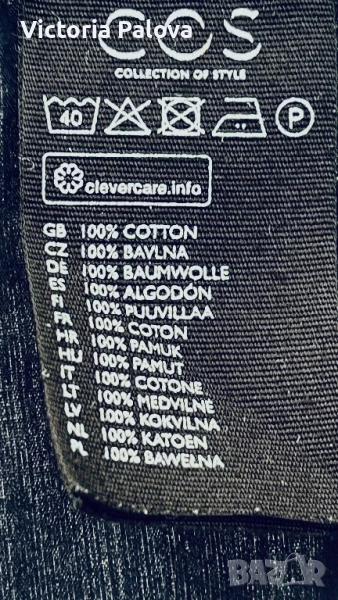 Victoria Palova
COS
COLLECTION OF STYLE
40 P
clevercare.info
GB 100% COTTON
CZ 100% BAVLNA
DE 100% BAUMWOLLE
ES 100% ALGODÓN
FI 100% PUUVILLAA
FR 100% COTON
HR 100% PAMUK
HU 100% PAMUT
IT 100% COTONE
LT 100% MEDVILNE
LV 100% KOKVILNA
NL 100% KATOEN
PL 100% BAWEŁNA
BAZAR